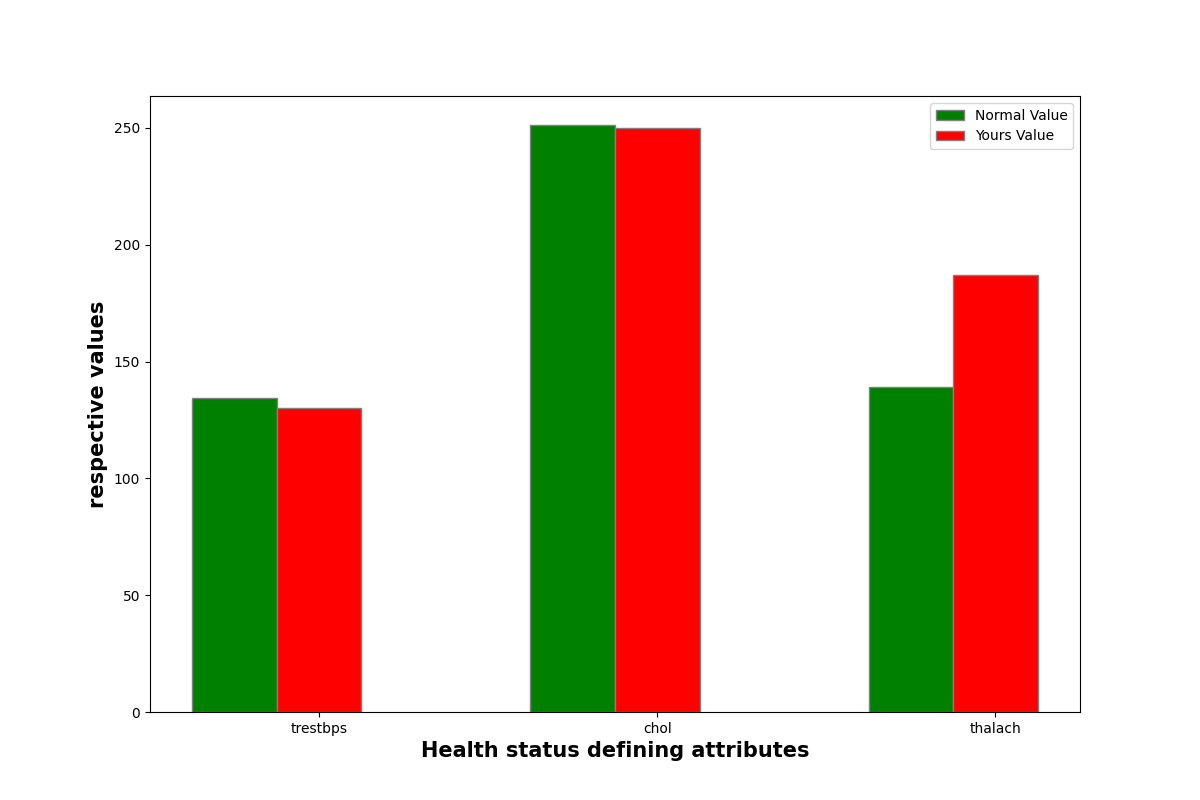 Normal Value
Yours Value
250
200
150
100
50
0
respective values
trestbps chol thalach
Health status defining attributes